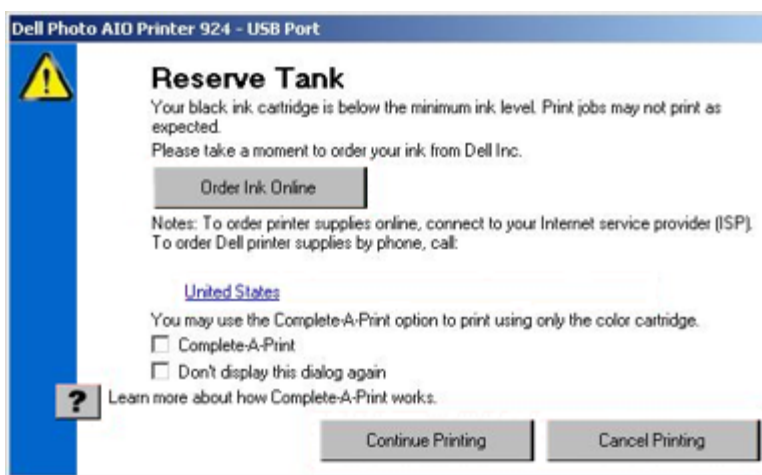 Dell Photo AIO Printer 924 - USB Port
Reserve Tank
Your black ink cartridge is below the minimum ink level. Print jobs may not print as
expected.
Please take a moment to order your ink from Dell Inc.
Order Ink Online
Notes: To order printer supplies online, connect to your Internet service provider (ISP).
To order Dell printer supplies by phone, call:
United States
You may use the Complete-A-Print option to print using only the color cartridge.
Complete-A-Print
Don't display this dialog again
? Learn more about how Complete-A-Print works.
Continue Printing
Cancel Printing